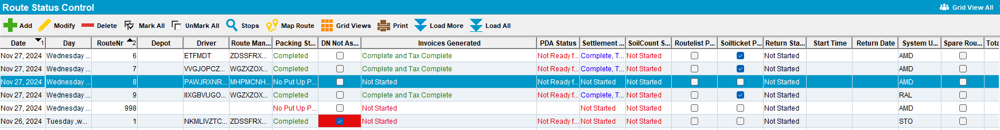 Route Status Control Grid View All
Add Modify Delete Mark All UnMark All Stops Map Route Grid Views Print Load More Load All
Date 1 Day RouteNr 2 Depot Driver Route Man... Packing St... DN Not As... Invoices Generated PDA Status Settlement ... SoilCount S... Routelist P... Soilticket P... Return Sta... Start Time Return Date System U... Spare Rou... Tota
Nov 27, 2024 Wednesday ... 6 ETFMDT ZDSSFRX... Completed Complete and Tax Complete Not Ready f... Complete, T... Not Started Not Started AMD
Nov 27, 2024 Wednesday ... 7 VVGJOPCZ... WGZXZOX... Completed Complete and Tax Complete Not Ready f... Complete, T... Not Started Not Started AMD
Nov 27, 2024 Wednesday ... 8 PAWJRXNR... MHPMCNH... No Put Up P... Not Started Not Ready f... Not Started Not Started Not Started AMD
Nov 27, 2024 Wednesday ... 9 IIXGBVUGO... WGZXZOX... Completed Complete and Tax Complete Not Ready f... Complete, T... Not Started Not Started RAL
Nov 27, 2024 Wednesday ... 998 No Put Up P... Not Started Not Started Not Started Not Started AMD
Nov 26, 2024 Tuesday ,w... 1 NKMLIVZTC... ZDSSFRX... Completed Not Started Not Ready f... Not Started Not Started Not Started STO